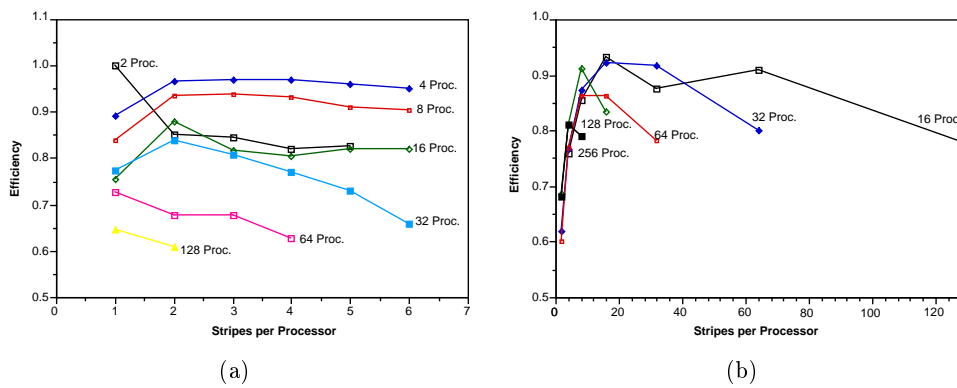 1.1
1.0
0.9
0.8
0.7
0.6
0.5
Efficiency
2 Proc.
4 Proc.
8 Proc.
16 Proc.
32 Proc.
64 Proc.
128 Proc.
0 1 2 3 4 5 6 7
Stripes per Processor
(a)
1.0
0.9
0.8
0.7
0.6
0.5
Efficiency
128 Proc.
256 Proc.
64 Proc.
32 Proc.
16 Proc
0 20 40 60 80 100 120
Stripes per Processor
(b)